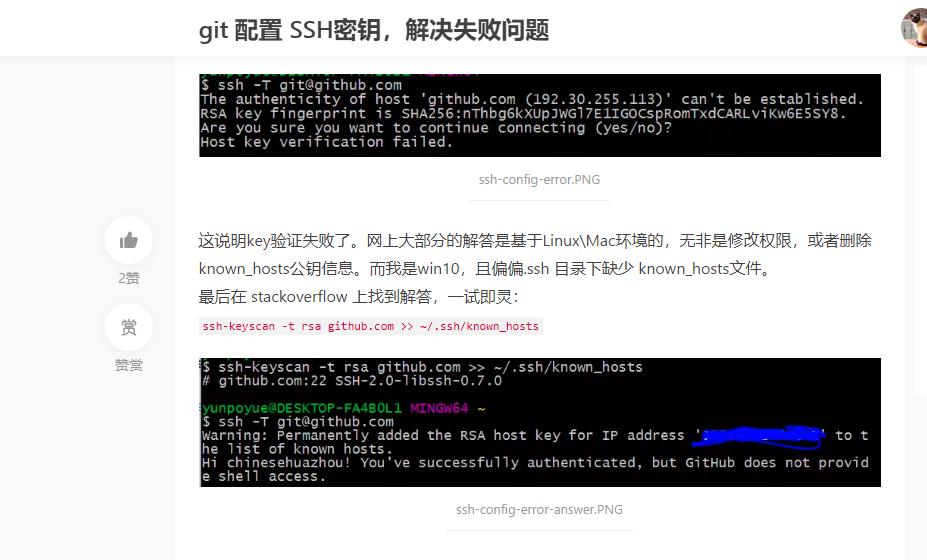 git 配置 SSH密钥，解决失败问题
$ ssh -T git@github.com
The authenticity of host 'github.com (192.30.255.113)' can't be established.
RSA key fingerprint is SHA256:nThbg6kXUpJWGl7E1IGOCspRomTxdCARLviKw6E5SY8.
Are you sure you want to continue connecting (yes/no)?
Host key verification failed.
ssh-config-error.PNG
这说明key验证失败了。网上大部分的解答是基于Linux\Mac环境的，无非是修改权限，或者删除
known_hosts公钥信息。而我是win10，且偏偏.ssh 目录下缺少 known_hosts文件。
最后在 stackoverflow 上找到解答，一试即灵：
ssh-keyscan -t rsa github.com >> ~/.ssh/known_hosts
2赞
赏
赞赏
$ ssh-keyscan -t rsa github.com >> ~/.ssh/known_hosts
# github.com:22 SSH-2.0-libssh-0.7.0
yunpoyue@DESKTOP-FA4B0L1 MINGW64 ~
$ ssh -T git@github.com
Warning: Permanently added the RSA host key for IP address '' to t
he list of known hosts.
Hi chinesehuazhou! You've successfully authenticated, but GitHub does not provid
e shell access.
ssh-config-error-answer.PNG